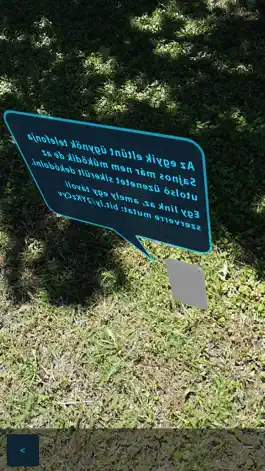 Az egyik eltűnt ügynök telefonja
Sajnos már nem működik de az
utolsó üzenetet sikerült dekódolni.
Egy link az, amely egy távoli
szerverre mutat:
<